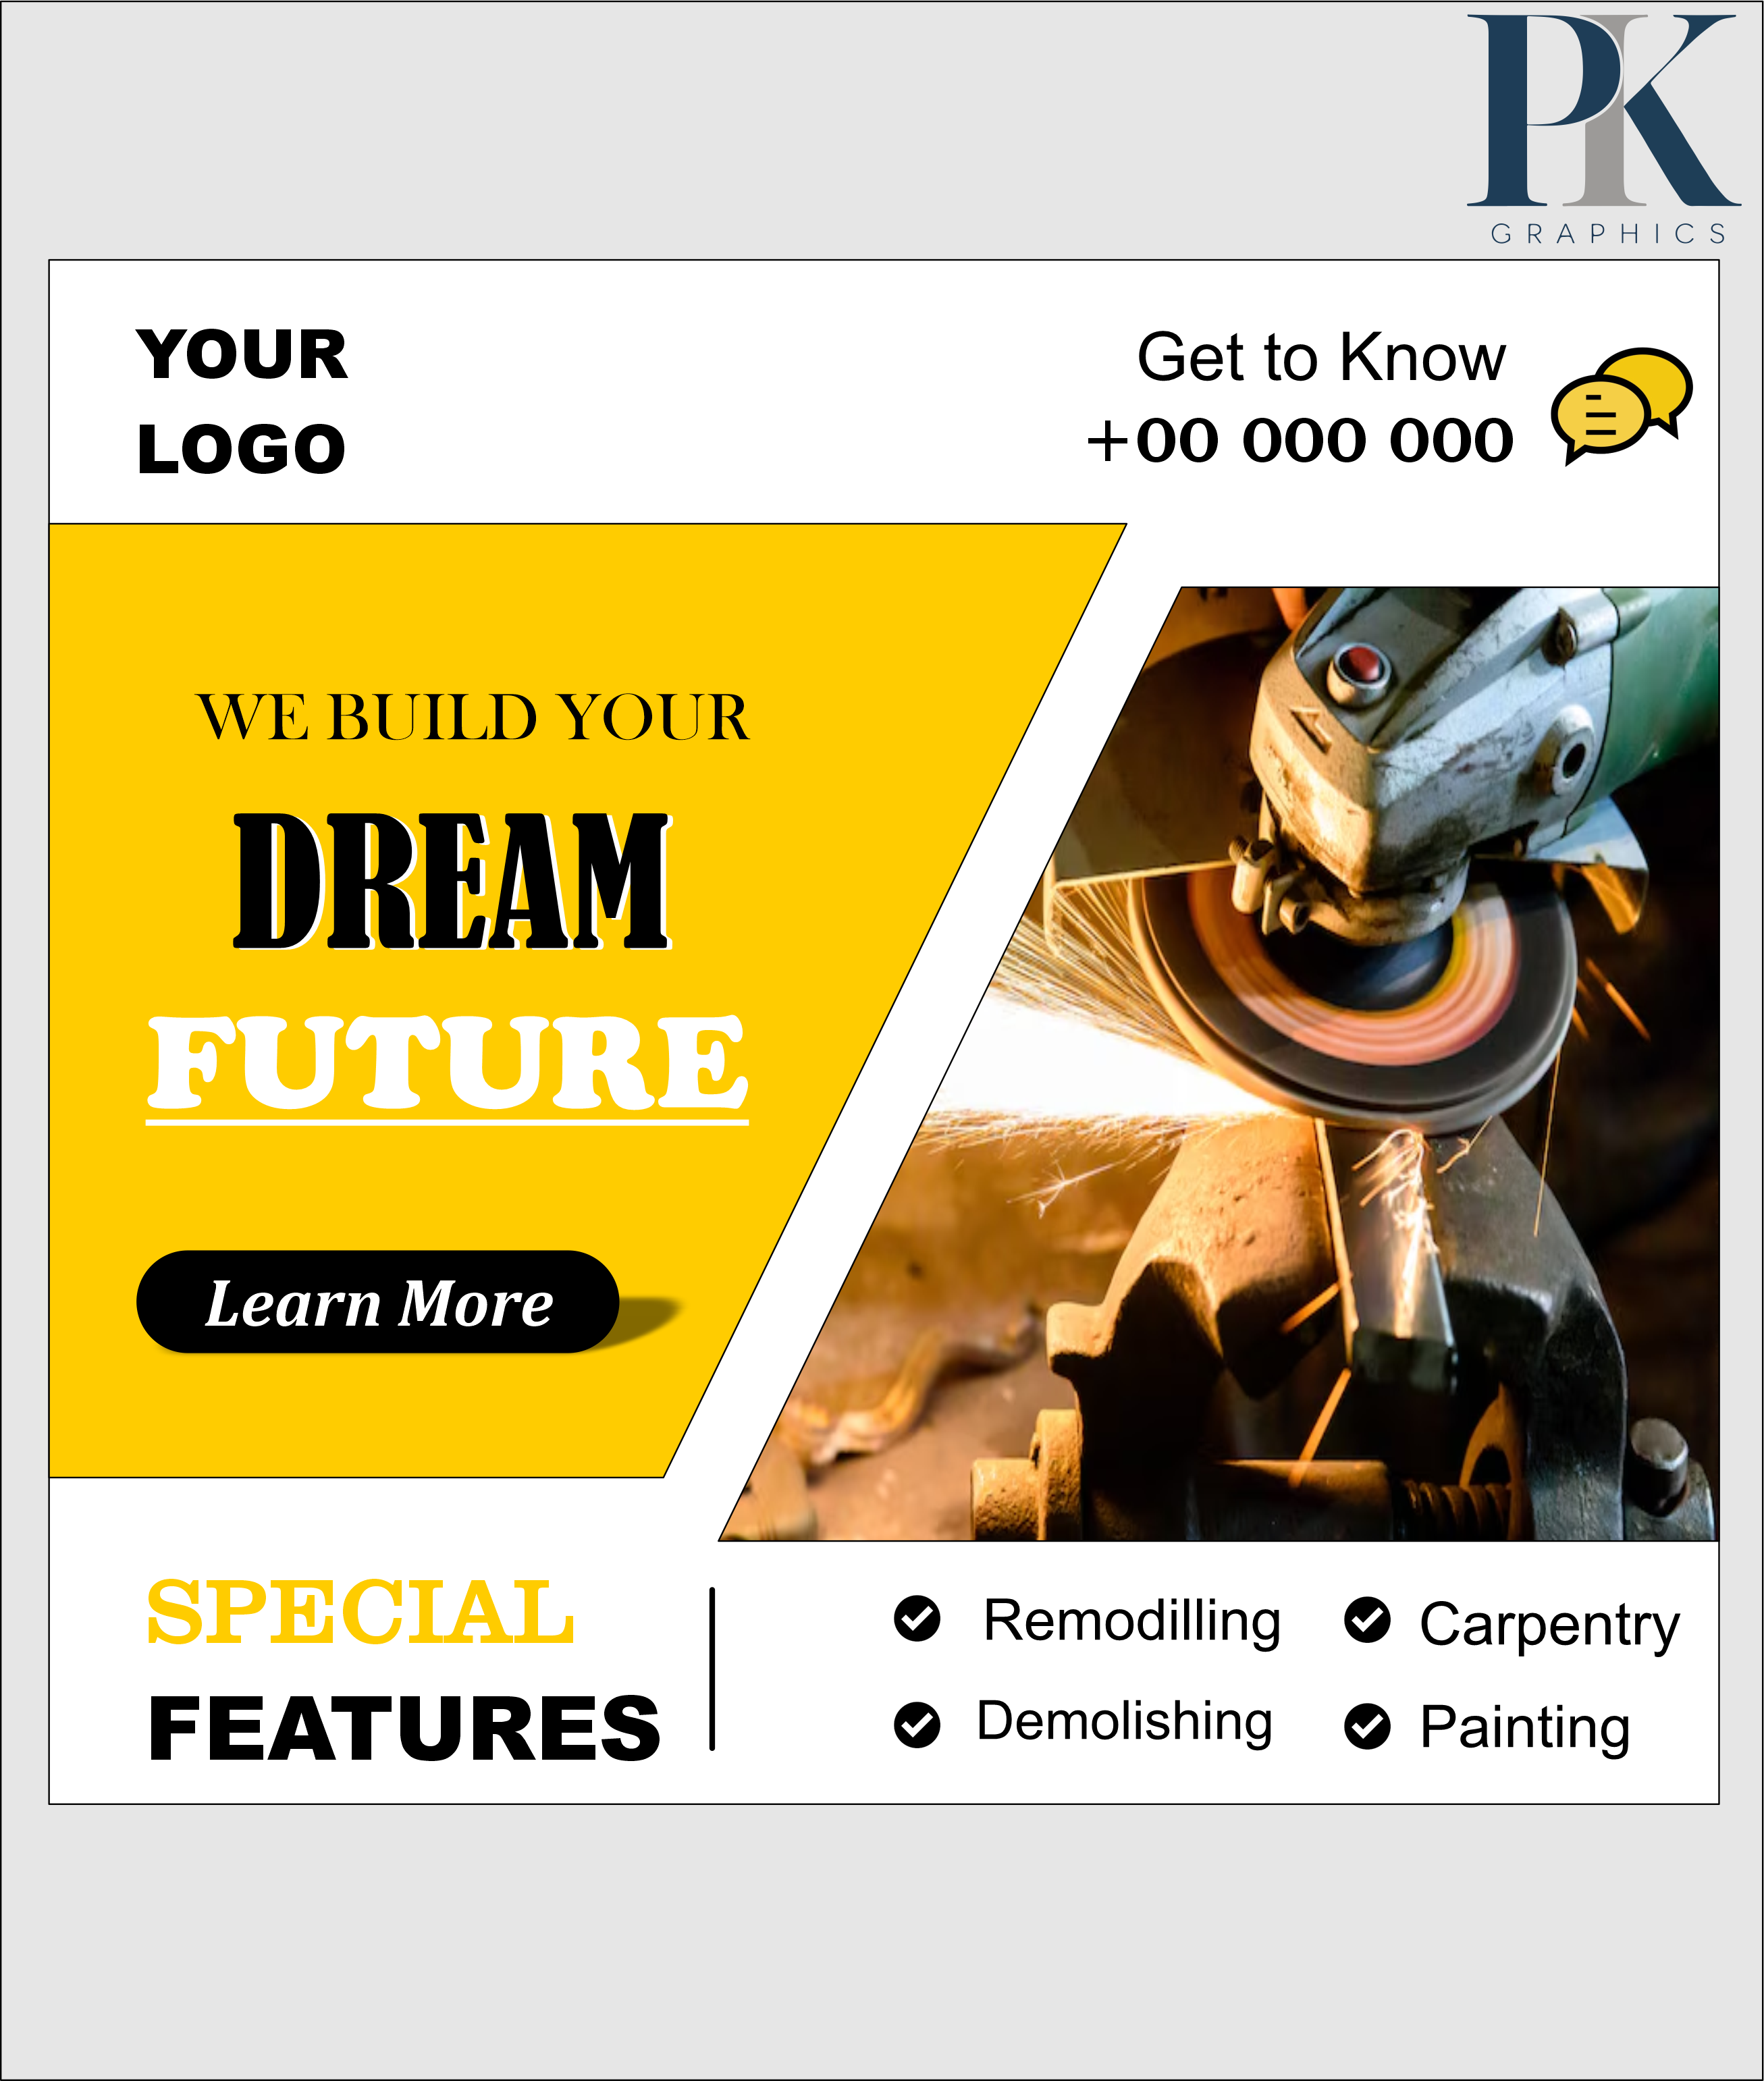 PIK
GRAPHICS
YOUR
LOGO
Get to Know
+00 000 000
WE BUILD YOUR
DREAM
FUTURE
Learn More
SPECIAL
FEATURES
Remodilling
Carpentry
Demolishing
Painting